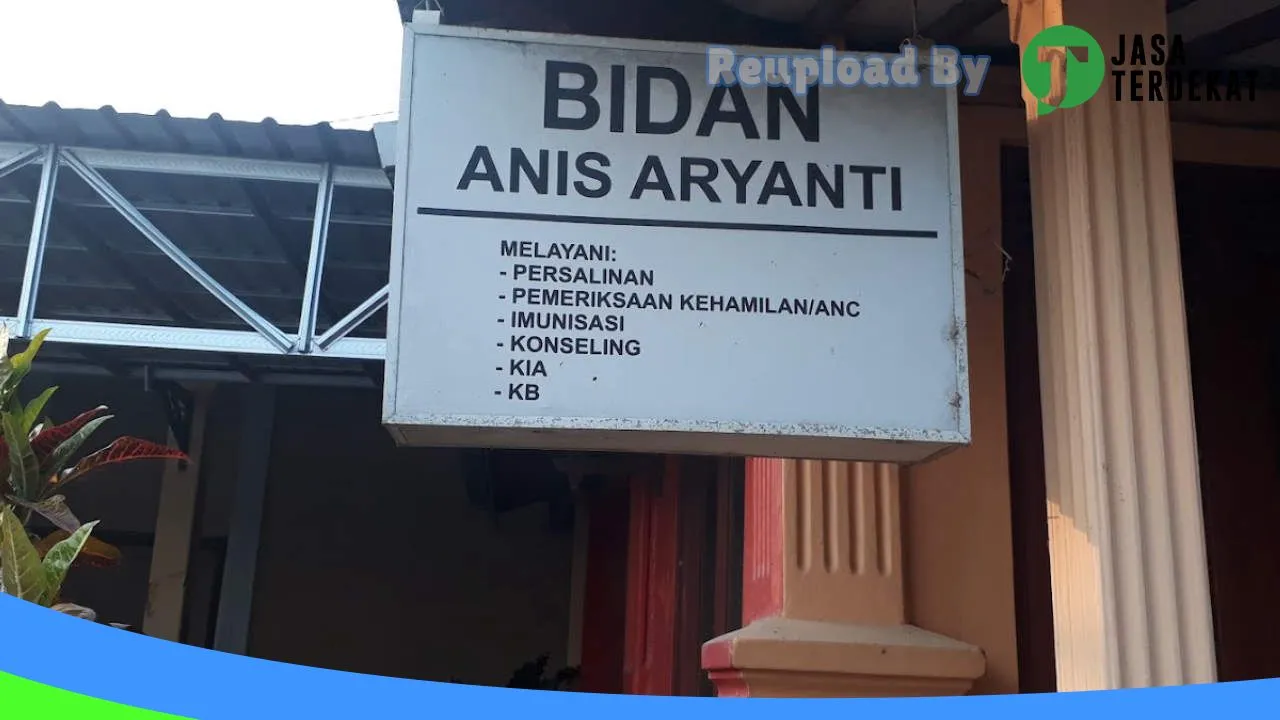 Reupload By
JASA
TERDEKAT
BIDAN
ANIS ARYANTI
MELAYANI:
- PERSALINAN
- PEMERIKSAAN KEHAMILAN/ANC
- IMUNISASI
- KONSELING
- KIA
- KB